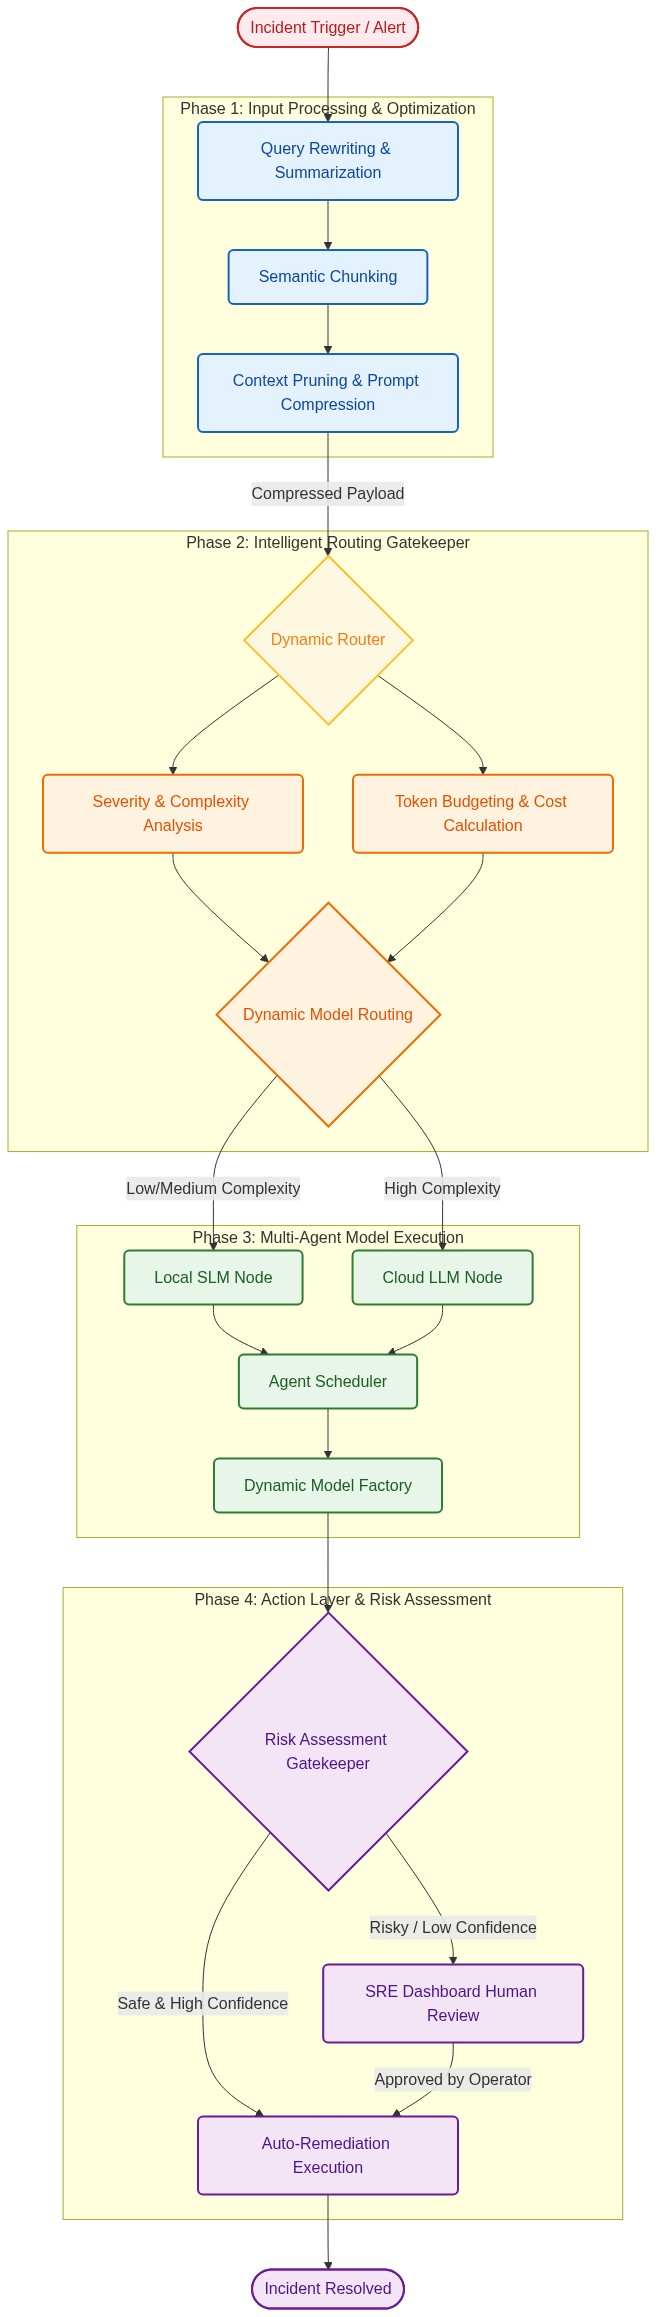 Incident Trigger / Alert
Phase 1: Input Processing & Optimization
Query Rewriting &
Summarization
Semantic Chunking
Context Pruning & Prompt
Compression
Compressed Payload
Phase 2: Intelligent Routing Gatekeeper
Dynamic Router
Severity & Complexity
Analysis
Token Budgeting & Cost
Calculation
Dynamic Model Routing
Low/Medium Complexity
High Complexity
Phase 3: Multi-Agent Model Execution
Local SLM Node
Cloud LLM Node
Agent Scheduler
Dynamic Model Factory
Phase 4: Action Layer & Risk Assessment
Risk Assessment
Gatekeeper
Risky / Low Confidence
Safe & High Confidence
SRE Dashboard Human
Review
Approved by Operator
Auto-Remediation
Execution
Incident Resolved